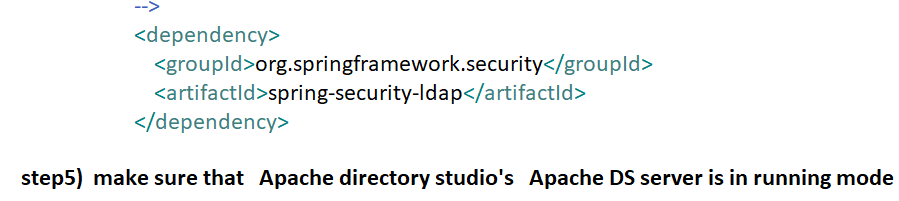 -->
<dependency>
<groupId>org.springframework.security</groupId>
<artifactId>spring-security-ldap</artifactId>
</dependency>
step5) make sure that Apache directory studio's Apache DS server is in running mode